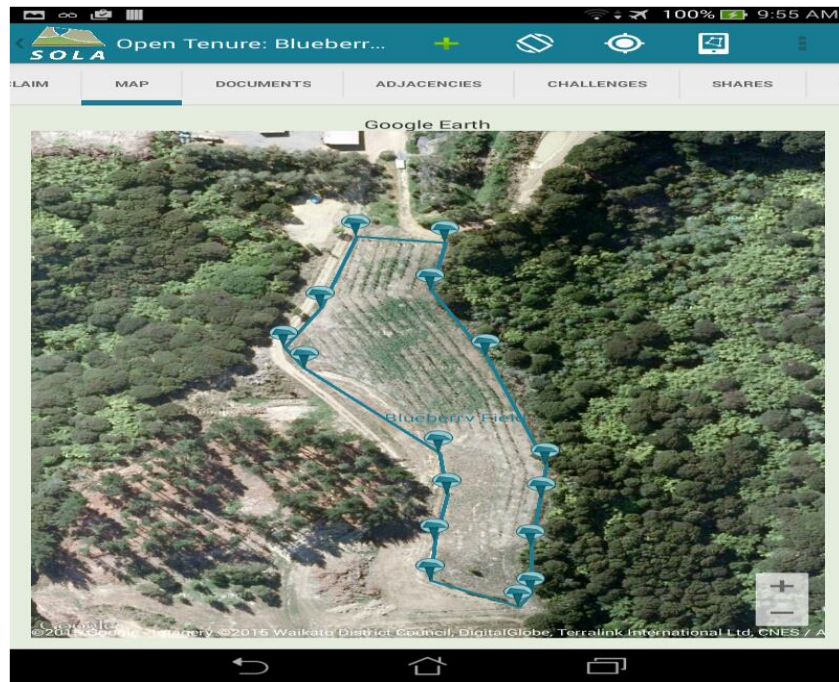 100% 9:55 AM
SOLA
Open Tenure: Blueberr...
CLAIM MAP DOCUMENTS ADJACENCIES CHALLENGES SHARES
Google Earth
Blueberry Field
+
−
Google
©2015 Google - Imagery ©2015 Waikato District Council, DigitalGlobe, Terralink International Ltd, CNES / A